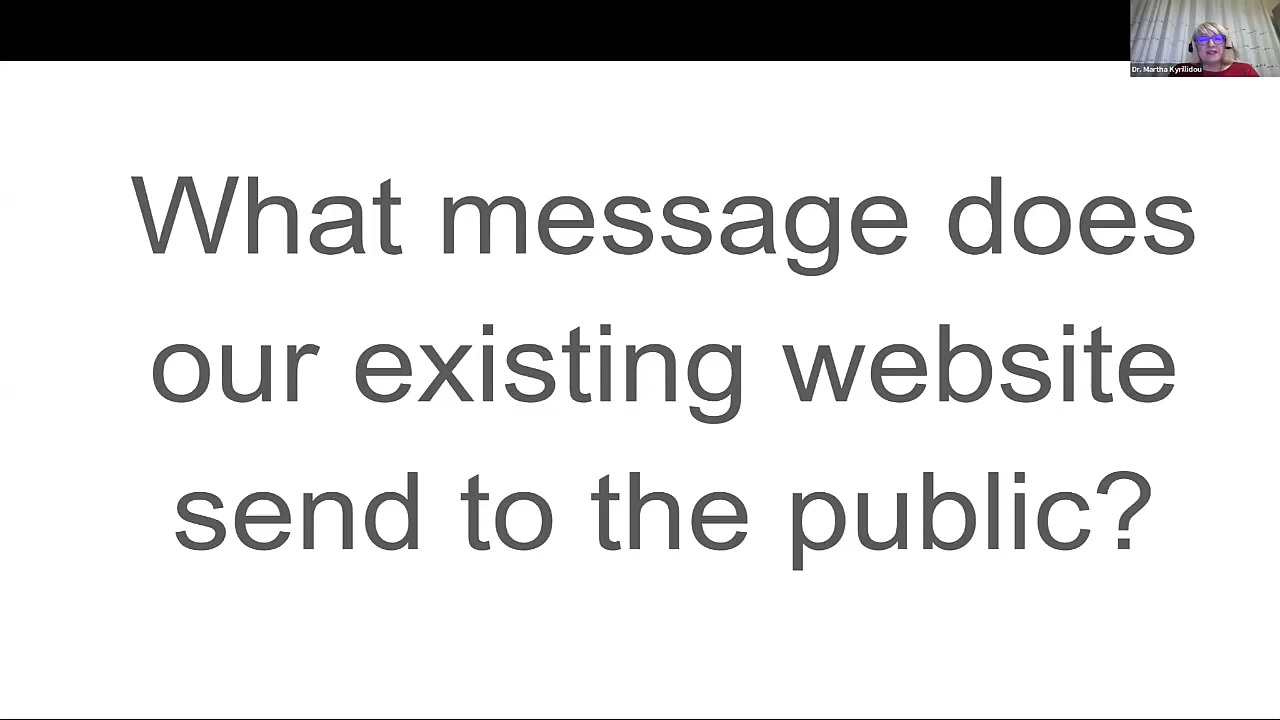 Dr. Martha Kyrillidou
What message does
our existing website
send to the public?